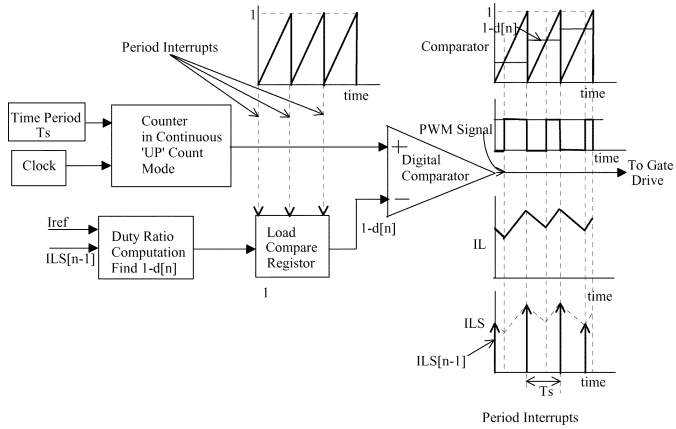 1
time
Period Interrupts
1
1-d[n]
Comparator
time
Time Period
Ts
Clock
Counter
in Continuous
'UP' Count
Mode
+
−
Digital
Comparator
PWM Signal
time
To Gate
Drive
Iref
ILS[n-1]
Duty Ratio
Computation
Find 1-d[n]
Load
Compare
Registor
1
1-d[n]
IL
time
ILS
ILS[n-1]
Ts
time
Period Interrupts